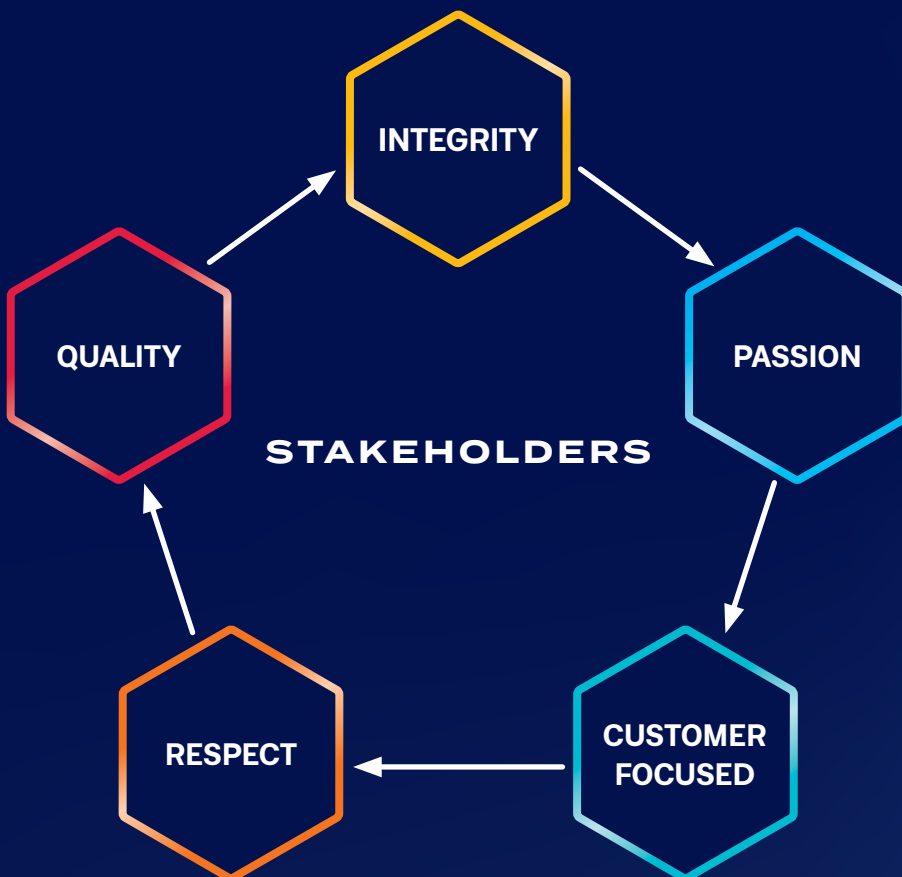 INTEGRITY
QUALITY
PASSION
STAKEHOLDERS
RESPECT
CUSTOMER
FOCUSED